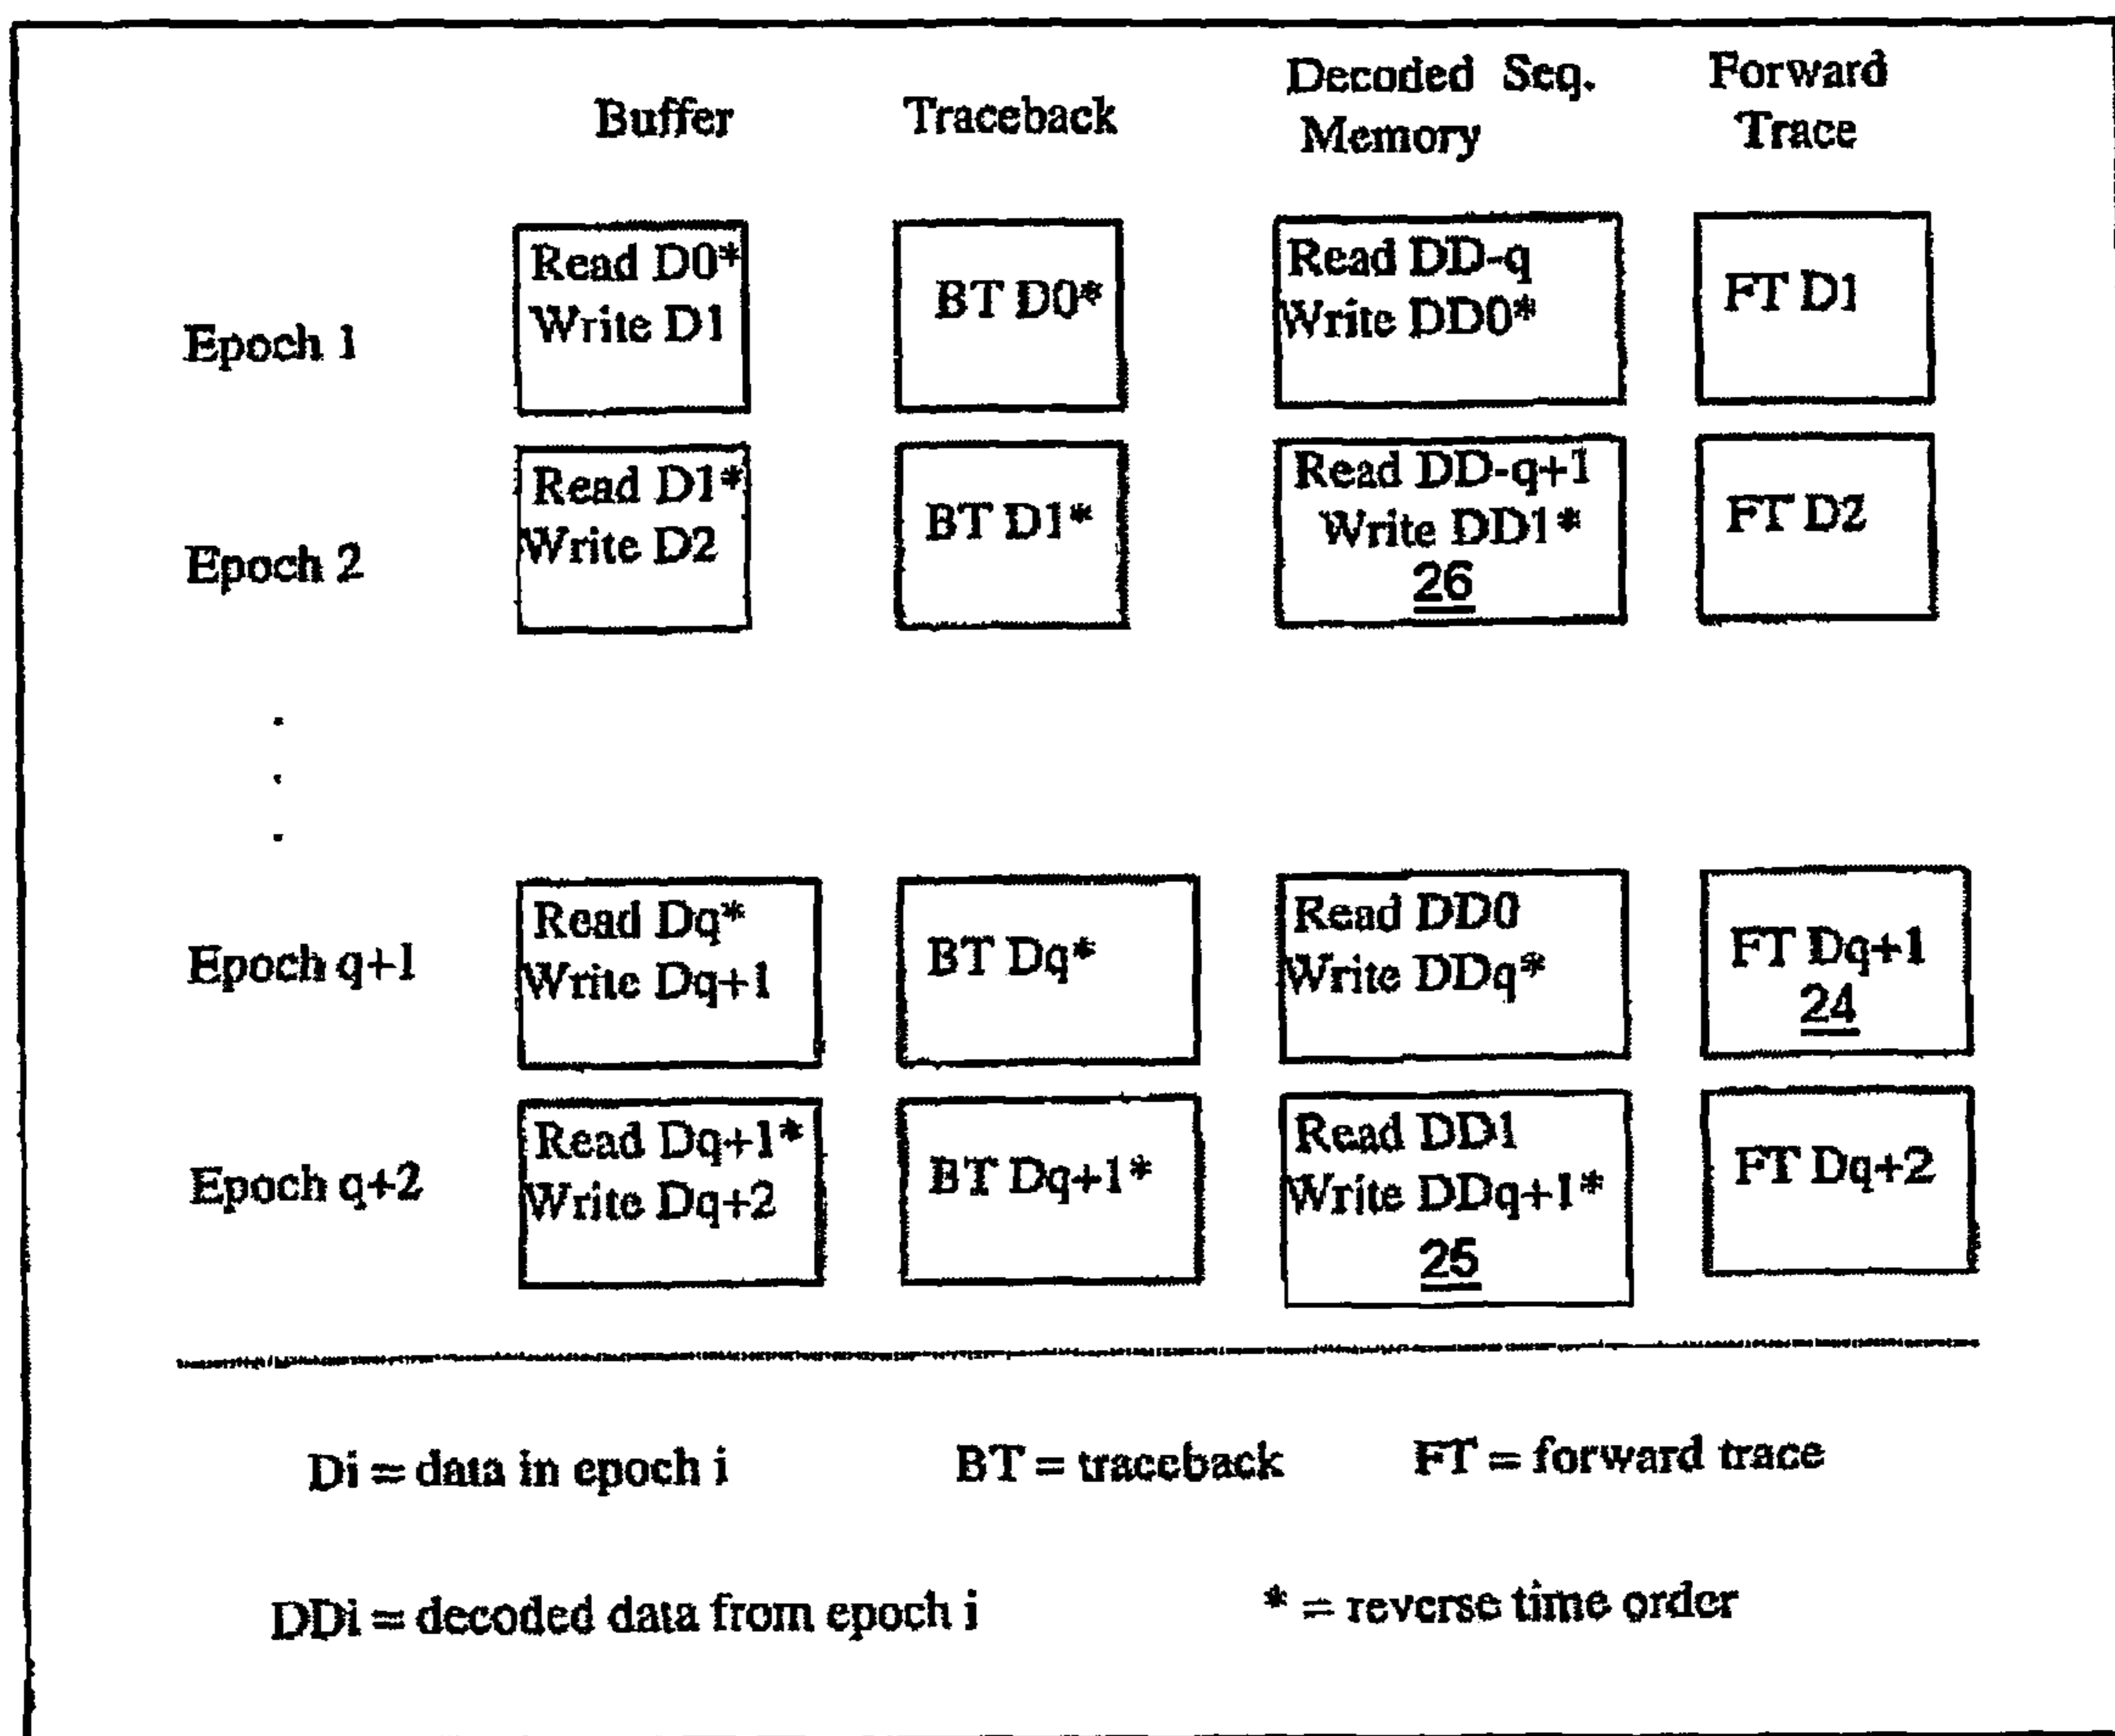 Buffer
Traceback
Decoded Seq.
Memory
Forward
Trace
Epoch 1
Read D0*
Write D1
BT D0*
Read DD-q
Write DD0*
FT D1
Epoch 2
Read D1*
Write D2
BT D1*
Read DD-q+1
Write DD1*
26
FT D2
Epoch q+1
Read Dq*
Write Dq+1
BT Dq*
Read DD0
Write DDq*
FT Dq+1
24
Epoch q+2
Read Dq+1*
Write Dq+2
BT Dq+1*
Read DD1
Write DDq+1*
25
FT Dq+2
Di = data in epoch i
BT = traceback
FT = forward trace
DDi = decoded data from epoch i
* = reverse time order